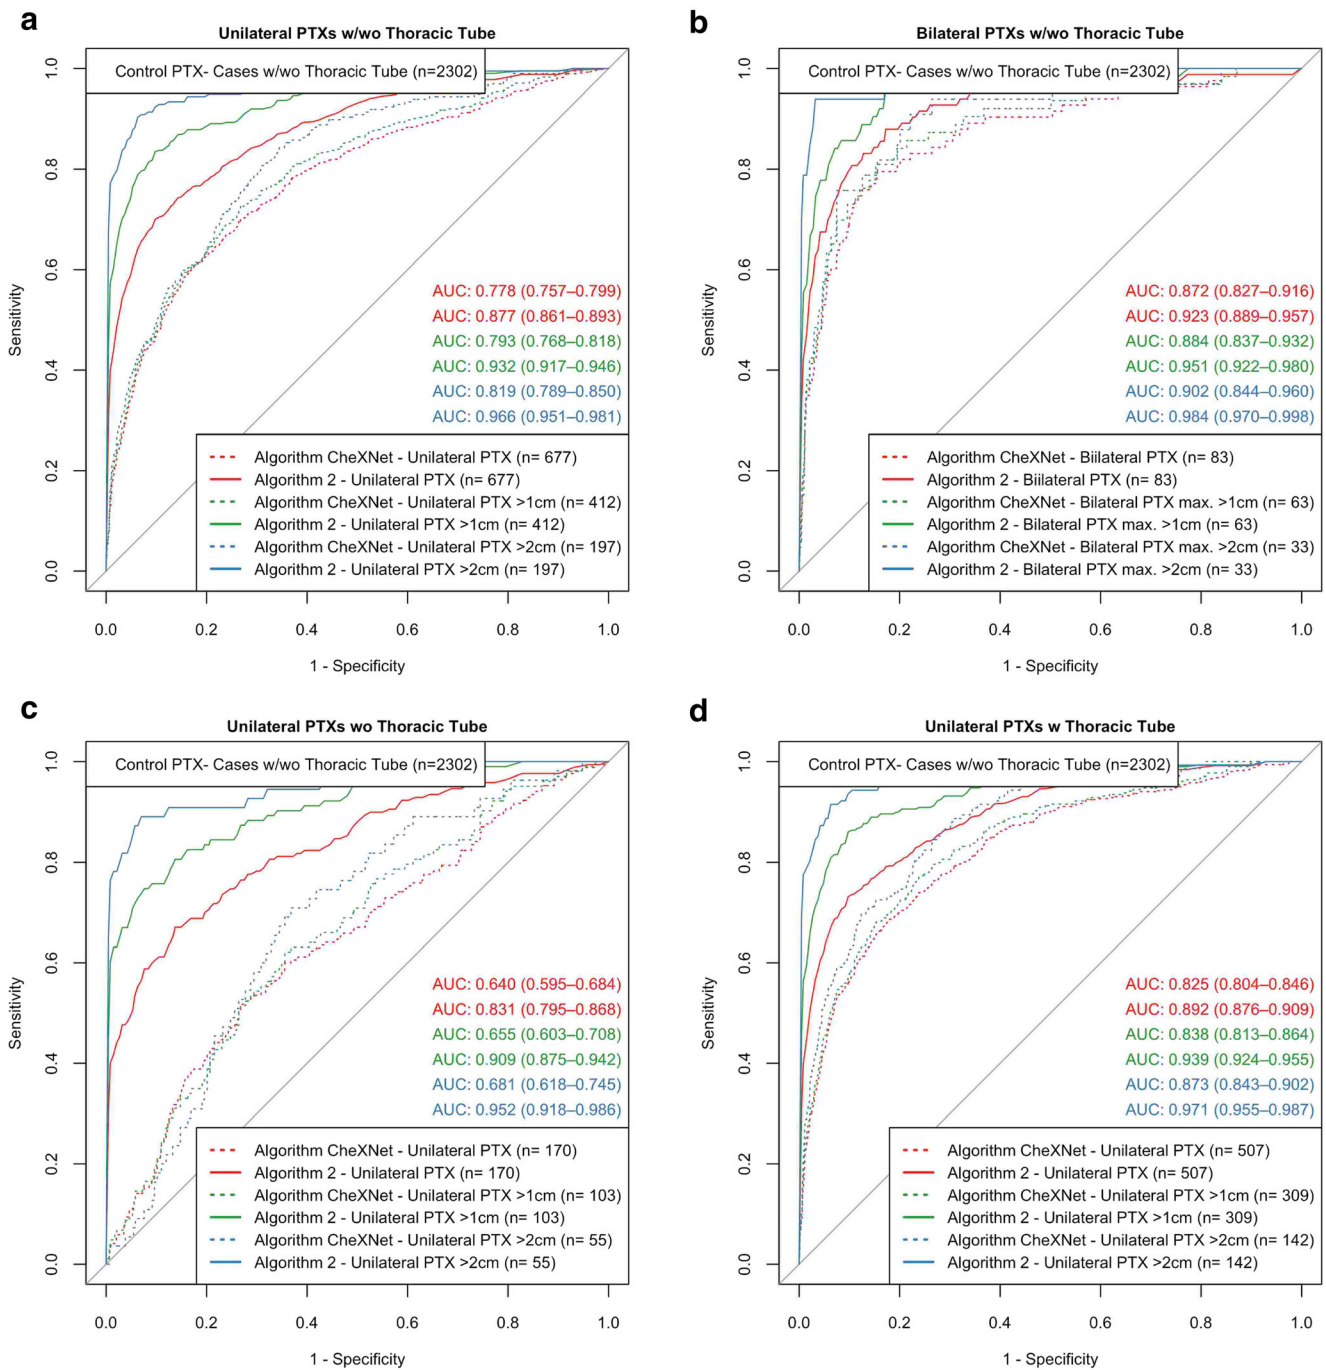 a
Unilateral PTXs w/wo Thoracic Tube
Control PTX- Cases w/wo Thoracic Tube (n=2302)
Sensitivity
1.0
0.8
0.6
0.4
0.2
0.0
AUC: 0.778 (0.757–0.799)
AUC: 0.877 (0.861–0.893)
AUC: 0.793 (0.768–0.818)
AUC: 0.932 (0.917–0.946)
AUC: 0.819 (0.789–0.850)
AUC: 0.966 (0.951–0.981)
Algorithm CheXNet - Unilateral PTX (n= 677)
Algorithm 2 - Unilateral PTX (n= 677)
Algorithm CheXNet - Unilateral PTX >1cm (n= 412)
Algorithm 2 - Unilateral PTX >1cm (n= 412)
Algorithm CheXNet - Unilateral PTX >2cm (n= 197)
Algorithm 2 - Unilateral PTX >2cm (n= 197)
0.0 0.2 0.4 0.6 0.8 1.0
1 - Specificity
b
Bilateral PTXs w/wo Thoracic Tube
Control PTX- Cases w/wo Thoracic Tube (n=2302)
Sensitivity
1.0
0.8
0.6
0.4
0.2
0.0
AUC: 0.872 (0.827–0.916)
AUC: 0.923 (0.889–0.957)
AUC: 0.884 (0.837–0.932)
AUC: 0.951 (0.922–0.980)
AUC: 0.902 (0.844–0.960)
AUC: 0.984 (0.970–0.998)
Algorithm CheXNet - Biilateral PTX (n= 83)
Algorithm 2 - Biilateral PTX (n= 83)
Algorithm CheXNet - Bilateral PTX max. >1cm (n= 63)
Algorithm 2 - Bilateral PTX max. >1cm (n= 63)
Algorithm CheXNet - Bilateral PTX max. >2cm (n= 33)
Algorithm 2 - Bilateral PTX max. >2cm (n= 33)
0.0 0.2 0.4 0.6 0.8 1.0
1 - Specificity
c
Unilateral PTXs wo Thoracic Tube
Control PTX- Cases w/wo Thoracic Tube (n=2302)
Sensitivity
1.0
0.8
0.6
0.4
0.2
0.0
AUC: 0.640 (0.595–0.684)
AUC: 0.831 (0.795–0.868)
AUC: 0.655 (0.603–0.708)
AUC: 0.909 (0.875–0.942)
AUC: 0.681 (0.618–0.745)
AUC: 0.952 (0.918–0.986)
Algorithm CheXNet - Unilateral PTX (n= 170)
Algorithm 2 - Unilateral PTX (n= 170)
Algorithm CheXNet - Unilateral PTX >1cm (n= 103)
Algorithm 2 - Unilateral PTX >1cm (n= 103)
Algorithm CheXNet - Unilateral PTX >2cm (n= 55)
Algorithm 2 - Unilateral PTX >2cm (n= 55)
0.0 0.2 0.4 0.6 0.8 1.0
1 - Specificity
d
Unilateral PTXs w Thoracic Tube
Control PTX- Cases w/wo Thoracic Tube (n=2302)
Sensitivity
1.0
0.8
0.6
0.4
0.2
0.0
AUC: 0.825 (0.804–0.846)
AUC: 0.892 (0.876–0.909)
AUC: 0.838 (0.813–0.864)
AUC: 0.939 (0.924–0.955)
AUC: 0.873 (0.843–0.902)
AUC: 0.971 (0.955–0.987)
Algorithm CheXNet - Unilateral PTX (n= 507)
Algorithm 2 - Unilateral PTX (n= 507)
Algorithm CheXNet - Unilateral PTX >1cm (n= 309)
Algorithm 2 - Unilateral PTX >1cm (n= 309)
Algorithm CheXNet - Unilateral PTX >2cm (n= 142)
Algorithm 2 - Unilateral PTX >2cm (n= 142)
0.0 0.2 0.4 0.6 0.8 1.0
1 - Specificity